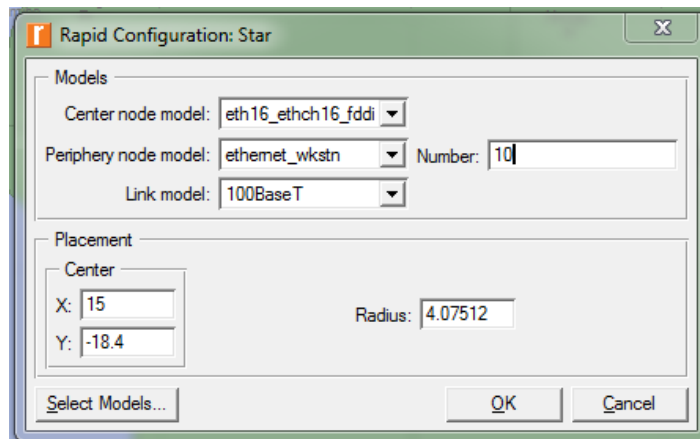 Rapid Configuration: Star
Models
Center node model: eth16_ethch16_fddi
Periphery node model: ethernet_wkstn Number: 10
Link model: 100BaseT
Placement
Center
X: 15
Radius: 4.07512
Y: -18.4
Select Models... OK Cancel